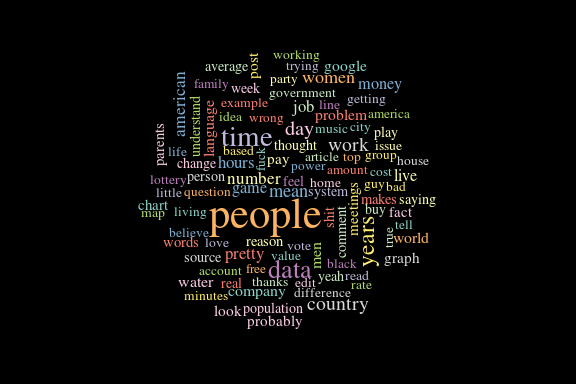 working
post
average
trying
google
american
family
week
party
women
money
government
understand
language
example
job
line
getting
idea
wrong
problem
america
parents
time
day
music
city
play
based
thought
work
issue
life
change
hours
fuck
pay
article
top
group
house
person
power
amount
cost
live
lottery
number
feel
home
guy
bad
little
question
game
mean
system
makes
saying
chart
map
living
people
shit
comment
meetings
buy
fact
years
true
tell
believe
words
love
reason
vote
men
world
source
pretty
value
graph
account
free
data
black
yeah
read
water
real
thanks
edit
rate
minutes
company
difference
look
population
country
probably